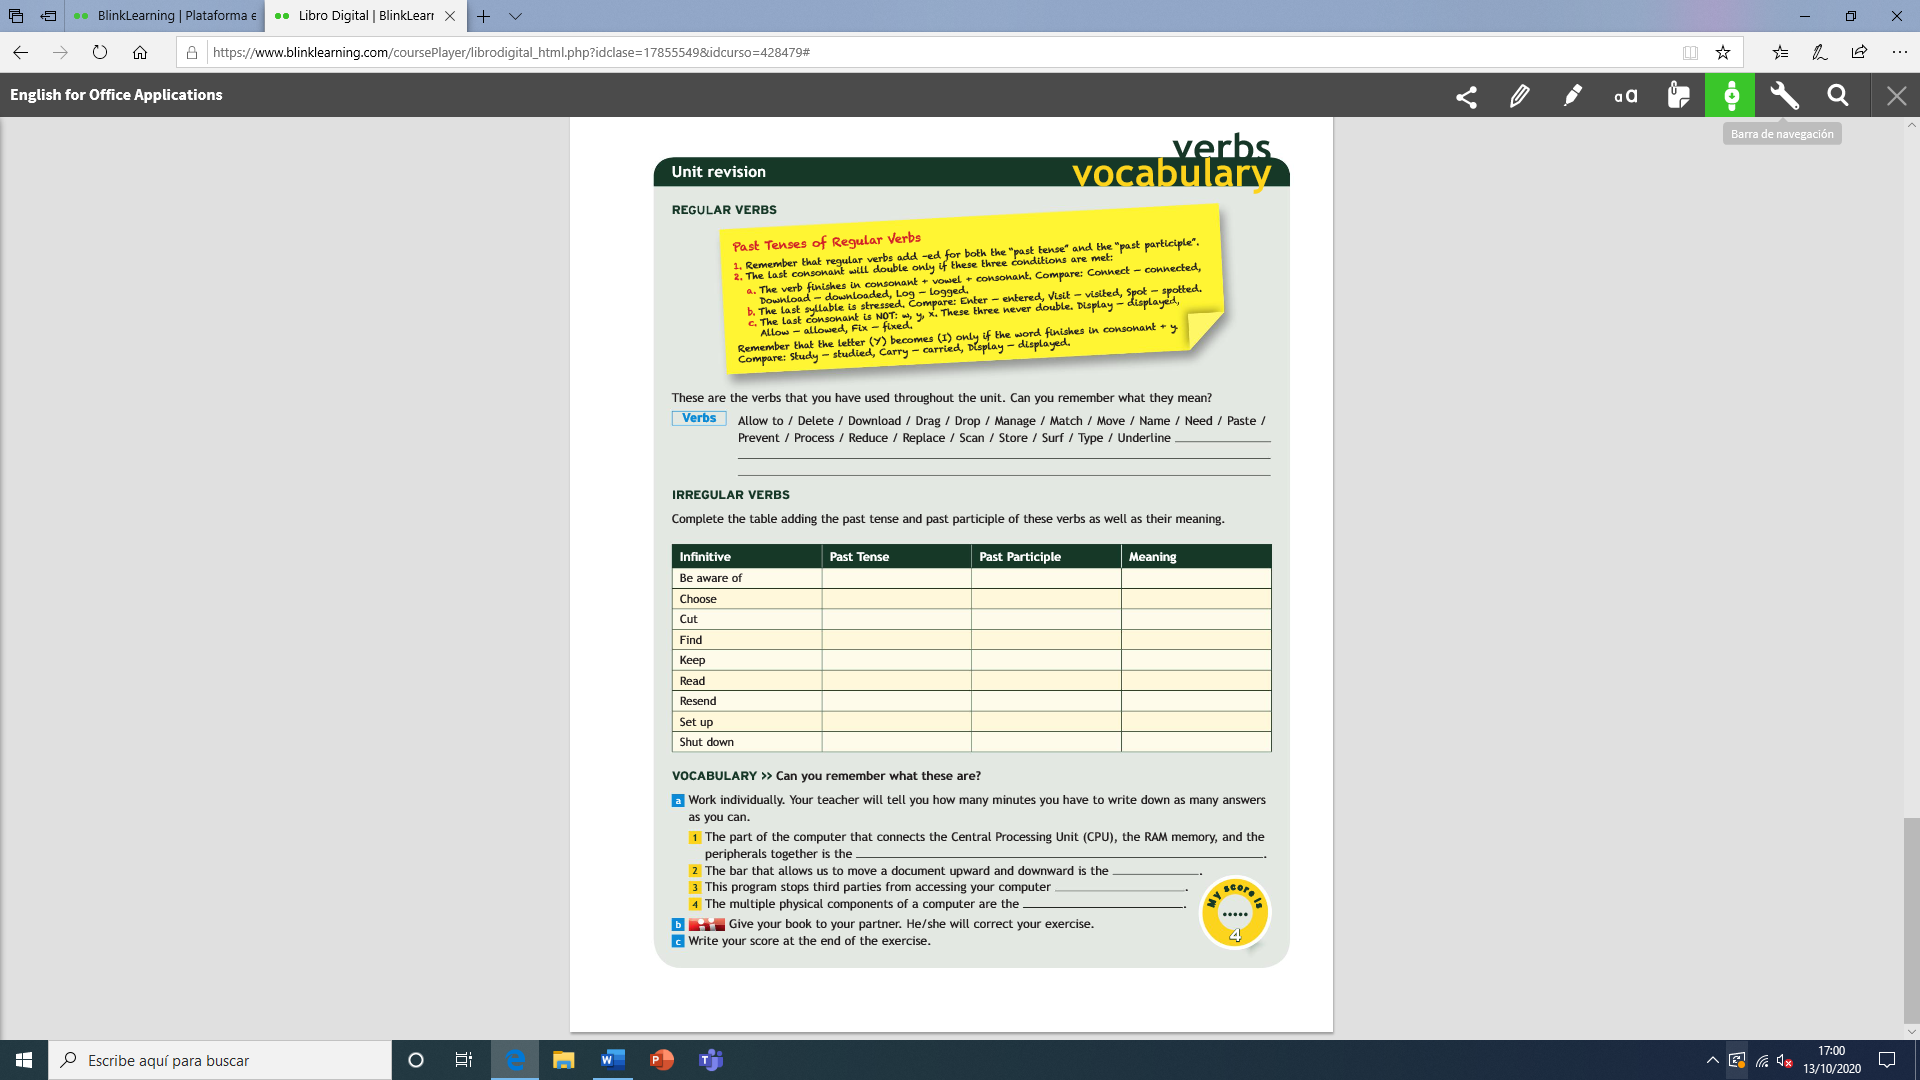 BlinkLearning | Plataforma e
Libro Digital | BlinkLearr
https://www.blinklearning.com/coursePlayer/librodigital_html.php?idclase=17855549&idcurso=428479#
English for Office Applications
aa
Barra de navegación
verbs
Unit revision
vocabulary
REGULAR VERBS
Past Tenses of Regular Verbs
1. Remember that regular verbs add -ed for both the "past tense" and the "past participle".
2. The last consonant will double only if these three conditions are met:
a. The verb finishes in consonant + vowel + consonant. Compare: Connect – connected,
Download – downloaded, Log – logged.
b. The last syllable is stressed. Compare: Enter – entered, Visit – visited, Spot – spotted.
c. The last consonant is NOT: w, y, x. These three never double. Display – displayed,
Allow – allowed, Fix – fixed.
Remember that the letter (Y) becomes (I) only if the word finishes in consonant + y.
Compare: Study – studied, Carry – carried, Display – displayed.
These are the verbs that you have used throughout the unit. Can you remember what they mean?
Verbs
Allow to / Delete / Download / Drag / Drop / Manage / Match / Move / Name / Need / Paste /
Prevent / Process / Reduce / Replace / Scan / Store / Surf / Type / Underline
IRREGULAR VERBS
Complete the table adding the past tense and past participle of these verbs as well as their meaning.
Infinitive Past Tense Past Participle Meaning
Be aware of
Choose
Cut
Find
Keep
Read
Resend
Set up
Shut down
VOCABULARY >> Can you remember what these are?
a Work individually. Your teacher will tell you how many minutes you have to write down as many answers
as you can.
1 The part of the computer that connects the Central Processing Unit (CPU), the RAM memory, and the
peripherals together is the .
2 The bar that allows us to move a document upward and downward is the .
3 This program stops third parties from accessing your computer .
4 The multiple physical components of a computer are the .
My score is
.....
4
b Give your book to your partner. He/she will correct your exercise.
c Write your score at the end of the exercise.
Escribe aquí para buscar
17:00
13/10/2020